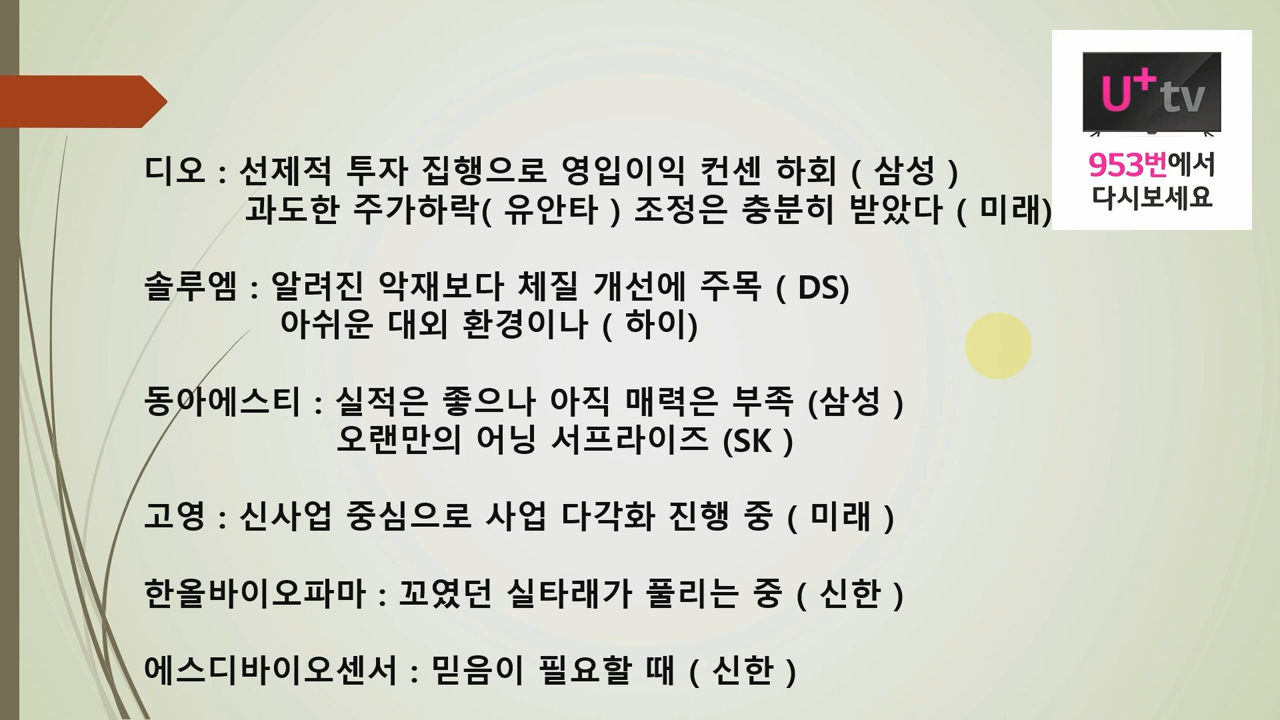 U+tv
953번에서
다시보세요
디오 : 선제적 투자 집행으로 영입이익 컨센 하회 ( 삼성 )
과도한 주가하락( 유안타 ) 조정은 충분히 받았다 ( 미래)
솔루엠 : 알려진 악재보다 체질 개선에 주목 ( DS)
아쉬운 대외 환경이나 ( 하이)
동아에스티 : 실적은 좋으나 아직 매력은 부족 (삼성 )
오랜만의 어닝 서프라이즈 (SK )
고영 : 신사업 중심으로 사업 다각화 진행 중 ( 미래 )
한올바이오파마 : 꼬였던 실타래가 풀리는 중 ( 신한 )
에스디바이오센서 : 믿음이 필요할 때 ( 신한 )